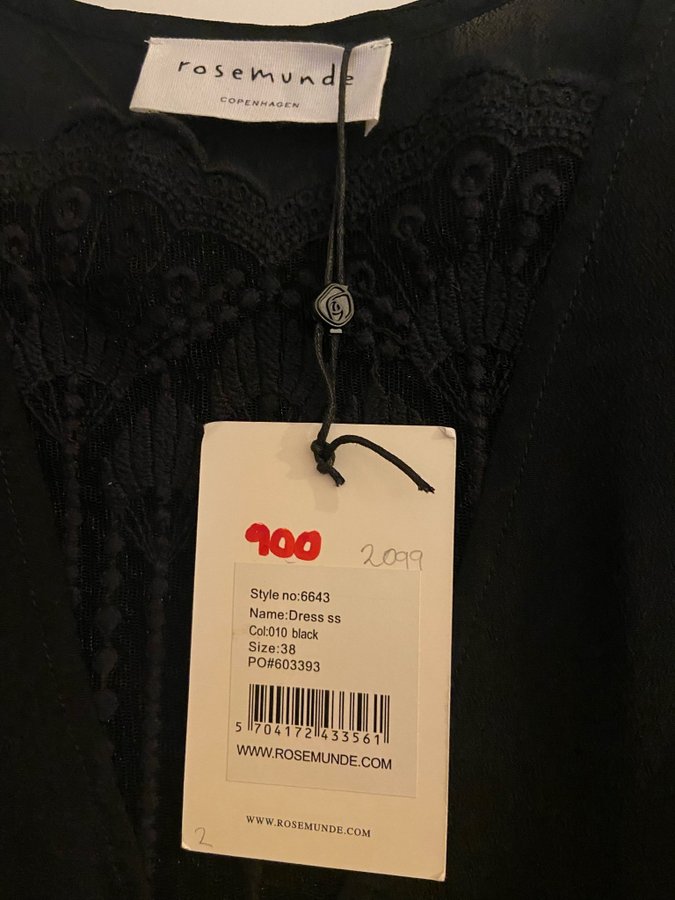 rosemunde
COPENHAGEN
900 2099
Style no:6643
Name:Dress ss
Col:010 black
Size:38
PO#603393
5 704172 433561
WWW.ROSEMUNDE.COM
WWW.ROSEMUNDE.COM
2